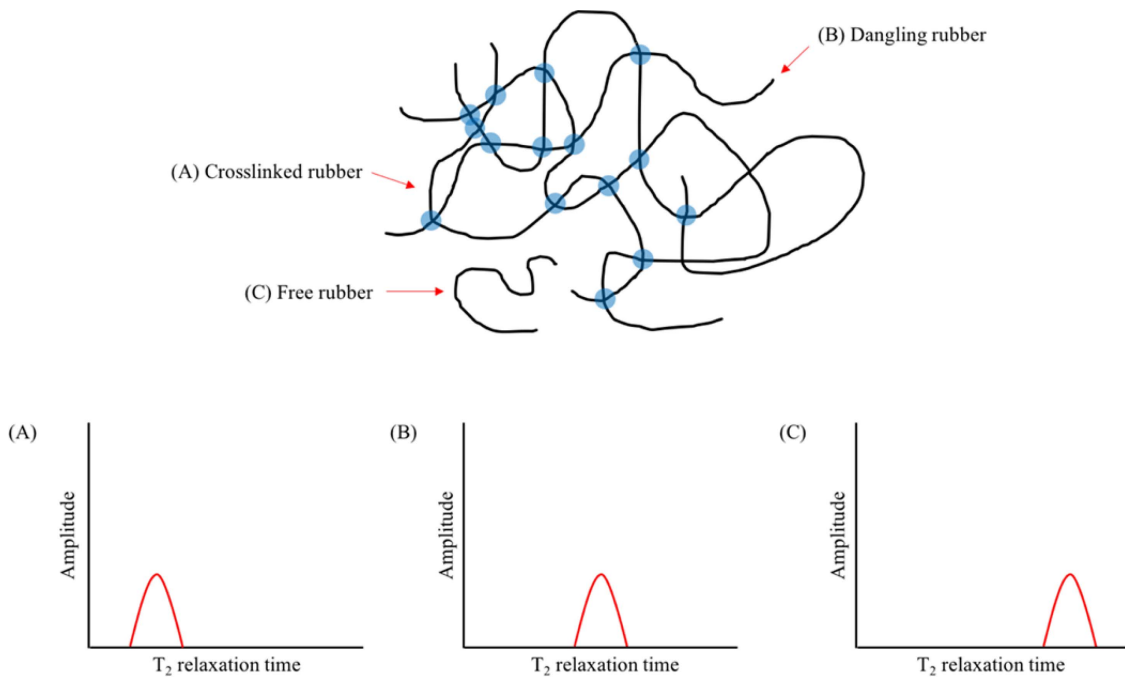 (B) Dangling rubber
(A) Crosslinked rubber
(C) Free rubber
(A)
Amplitude
T₂ relaxation time
(B)
Amplitude
T₂ relaxation time
(C)
Amplitude
T₂ relaxation time